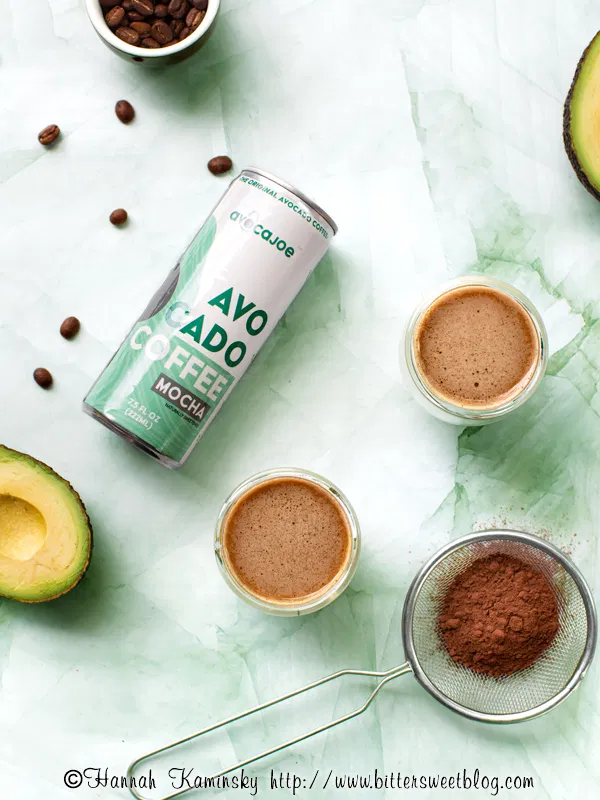 THE ORIGINAL AVOCADO COFFEE
avocajoe
AVO
CADO
COFFEE
MOCHA
7.5 FL OZ
(222ML)
©Hannah Kaminsky http://www.bittersweetblog.com